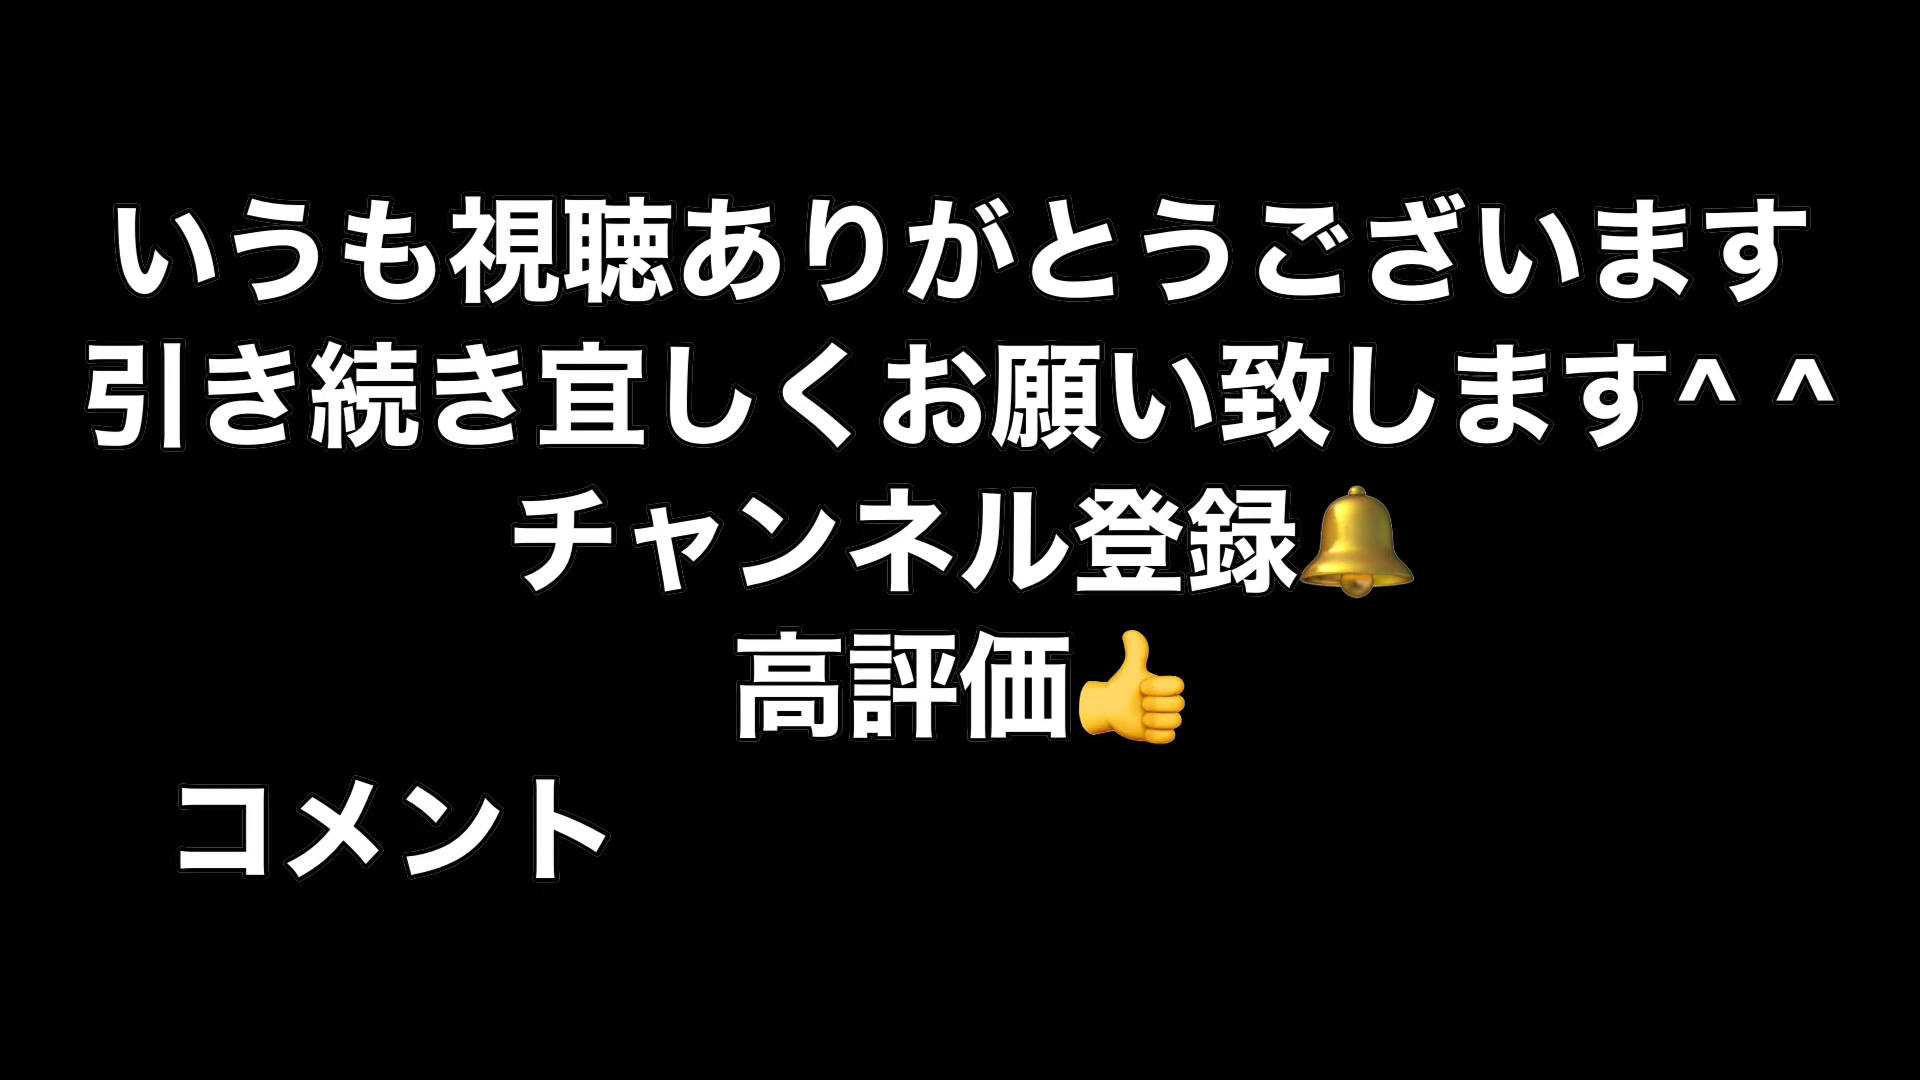 いうも視聴ありがとうございます
引き続き宜しくお願い致します^ ^
チャンネル登録🔔
高評価👍
コメント